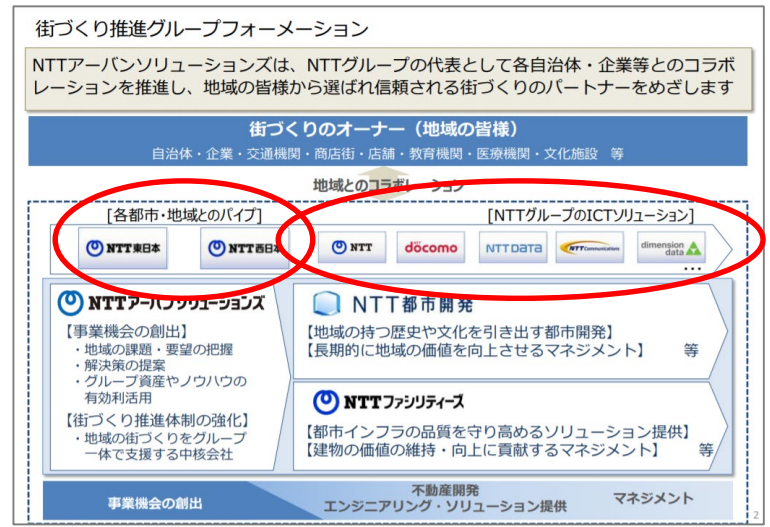 街づくり推進グループフォーメーション
NTTアーバンソリューションズは、NTTグループの代表として各自治体・企業等とのコラボ
レーションを推進し、地域の皆様から選ばれ信頼される街づくりのパートナーをめざします
街づくりのオーナー（地域の皆様）
自治体・企業・交通機関・商店街・店舗・教育機関・医療機関・文化施設 等
地域とのコラボレーション
[各都市・地域とのパイプ]
[NTTグループのICTソリューション]
NTT東日本
NTT西日本
NTT
döcomo
NTT DATA
NTT Communications
dimension
data
...
NTTアーバンソリューションズ
【事業機会の創出】
・地域の課題・要望の把握
・解決策の提案
・グループ資産やノウハウの
有効利活用
【街づくり推進体制の強化】
・地域の街づくりをグループ
一体で支援する中核会社
NTT都市開発
【地域の持つ歴史や文化を引き出す都市開発】
【長期的に地域の価値を向上させるマネジメント】 等
NTTファシリティーズ
【都市インフラの品質を守り高めるソリューション提供】
【建物の価値の維持・向上に貢献するマネジメント】 等
事業機会の創出
不動産開発
エンジニアリング・ソリューション提供
マネジメント
2